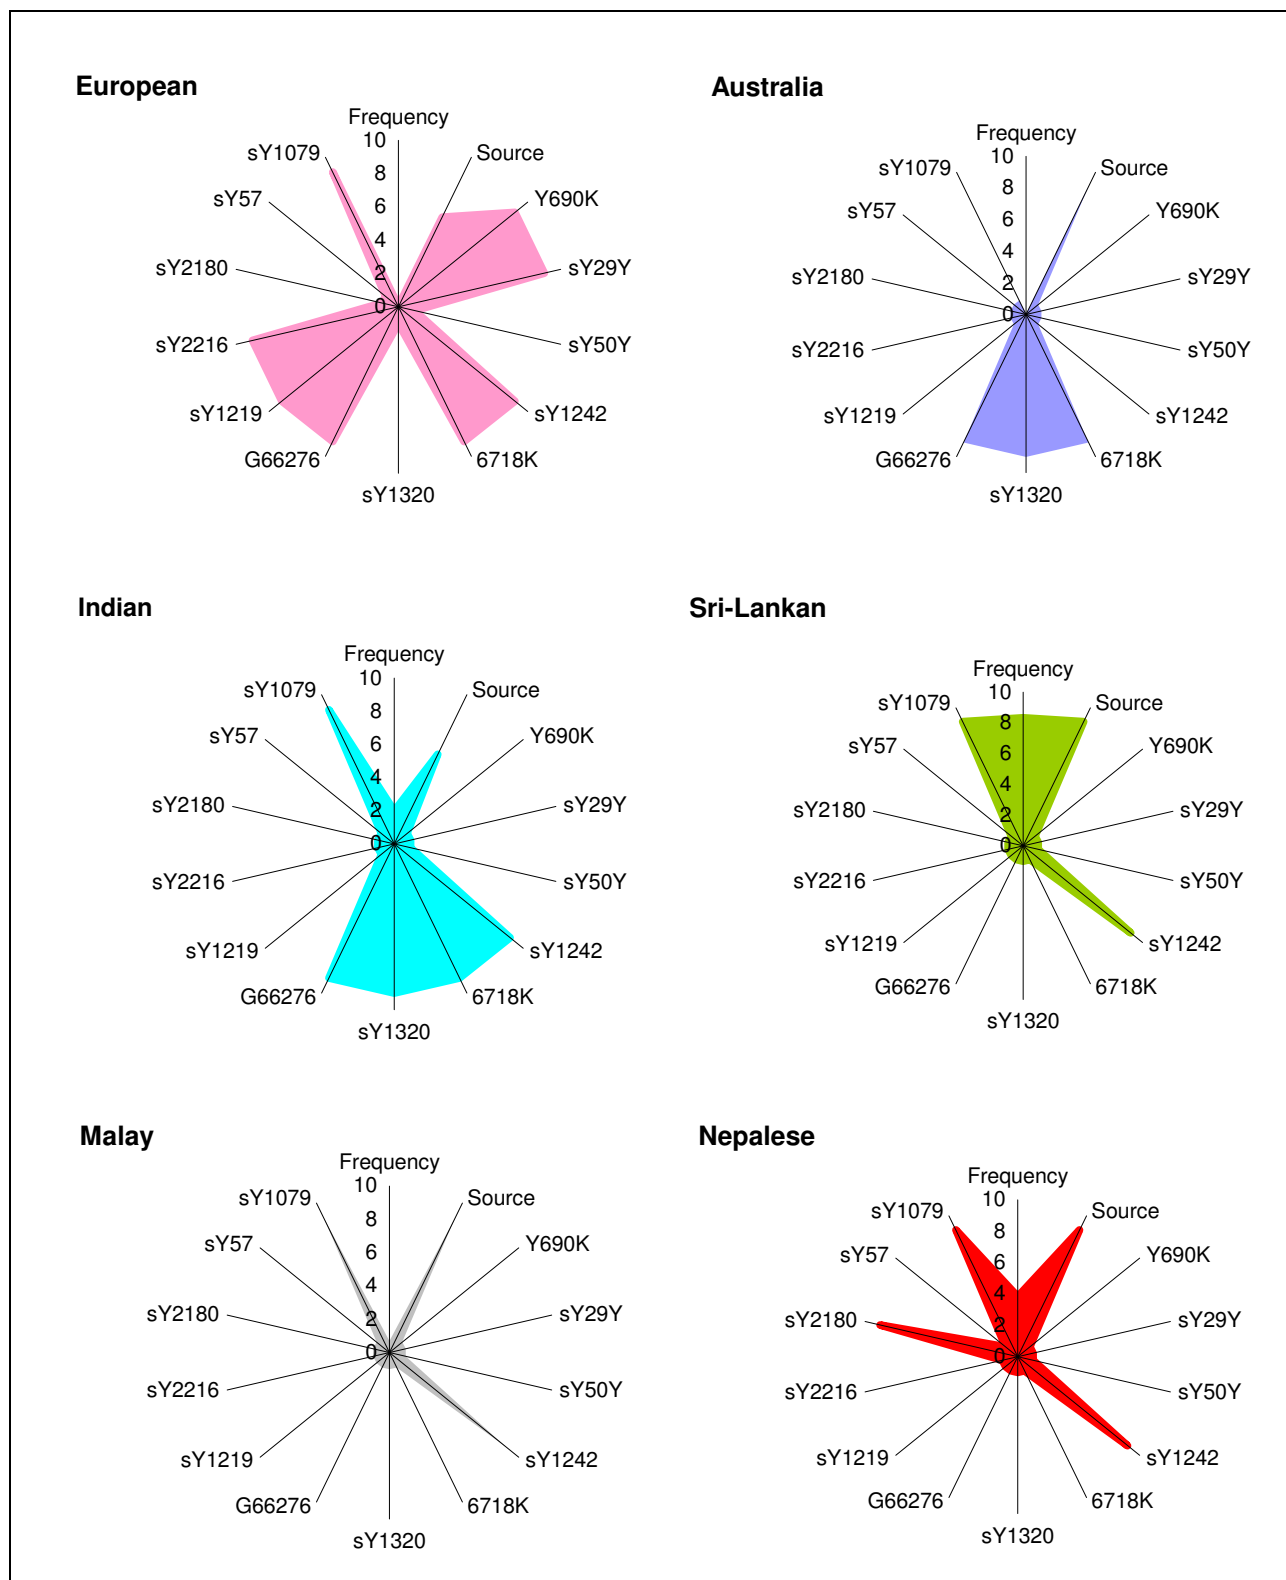 European
Frequency
10
8
6
4
2
0
Source
Y690K
sY29Y
sY50Y
sY1242
6718K
sY1320
G66276
sY1219
sY2216
sY2180
sY57
sY1079
Australia
Frequency
10
8
6
4
2
0
Source
Y690K
sY29Y
sY50Y
sY1242
6718K
sY1320
G66276
sY1219
sY2216
sY2180
sY57
sY1079
Indian
Frequency
10
8
6
4
2
0
Source
Y690K
sY29Y
sY50Y
sY1242
6718K
sY1320
G66276
sY1219
sY2216
sY2180
sY57
sY1079
Sri-Lankan
Frequency
10
8
6
4
2
0
Source
Y690K
sY29Y
sY50Y
sY1242
6718K
sY1320
G66276
sY1219
sY2216
sY2180
sY57
sY1079
Malay
Frequency
10
8
6
4
2
0
Source
Y690K
sY29Y
sY50Y
sY1242
6718K
sY1320
G66276
sY1219
sY2216
sY2180
sY57
sY1079
Nepalese
Frequency
10
8
6
4
2
0
Source
Y690K
sY29Y
sY50Y
sY1242
6718K
sY1320
G66276
sY1219
sY2216
sY2180
sY57
sY1079